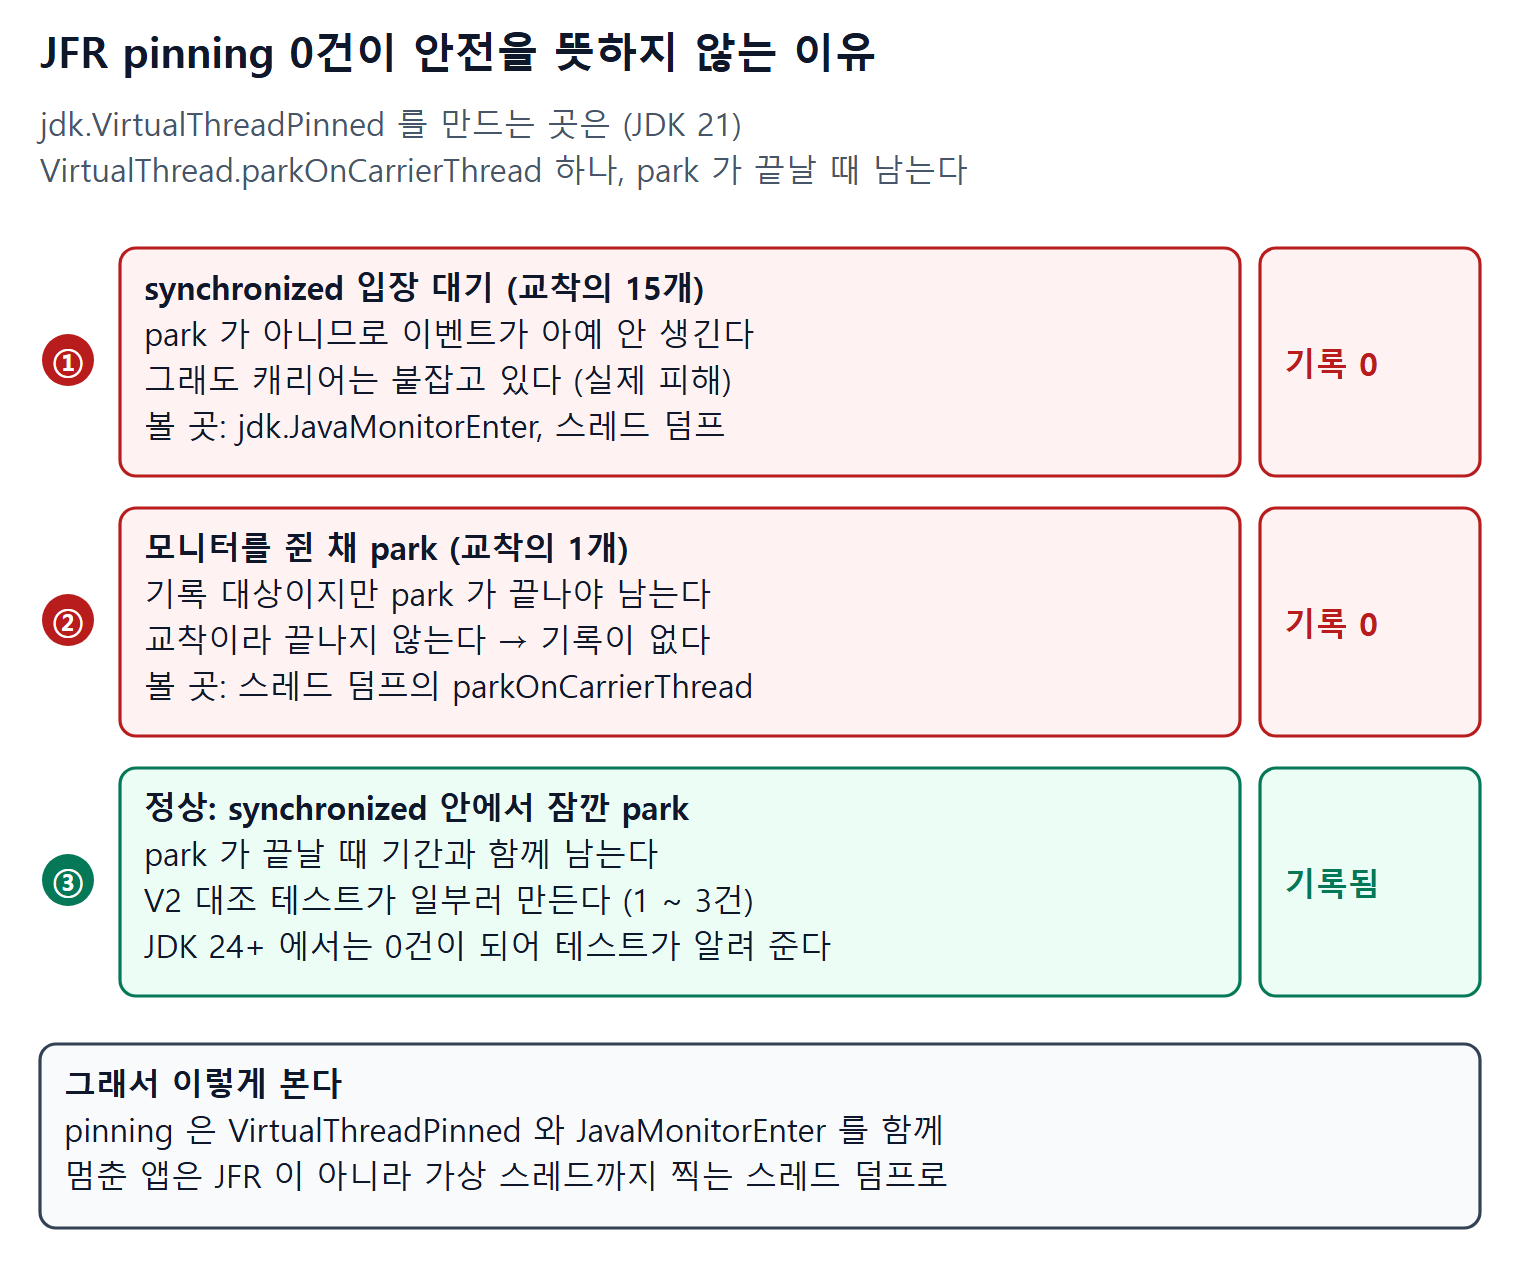 JFR pinning 0건이 안전을 뜻하지 않는 이유
jdk.VirtualThreadPinned 를 만드는 곳은 (JDK 21)
VirtualThread.parkOnCarrierThread 하나, park 가 끝날 때 남는다
①
synchronized 입장 대기 (교착의 15개)
park 가 아니므로 이벤트가 아예 안 생긴다
그래도 캐리어는 붙잡고 있다 (실제 피해)
볼 곳: jdk.JavaMonitorEnter, 스레드 덤프
기록 0
②
모니터를 쥔 채 park (교착의 1개)
기록 대상이지만 park 가 끝나야 남는다
교착이라 끝나지 않는다 → 기록이 없다
볼 곳: 스레드 덤프의 parkOnCarrierThread
기록 0
③
정상: synchronized 안에서 잠깐 park
park 가 끝날 때 기간과 함께 남는다
V2 대조 테스트가 일부러 만든다 (1 ~ 3건)
JDK 24+ 에서는 0건이 되어 테스트가 알려 준다
기록됨
그래서 이렇게 본다
pinning 은 VirtualThreadPinned 와 JavaMonitorEnter 를 함께
멈춘 앱은 JFR 이 아니라 가상 스레드까지 찍는 스레드 덤프로